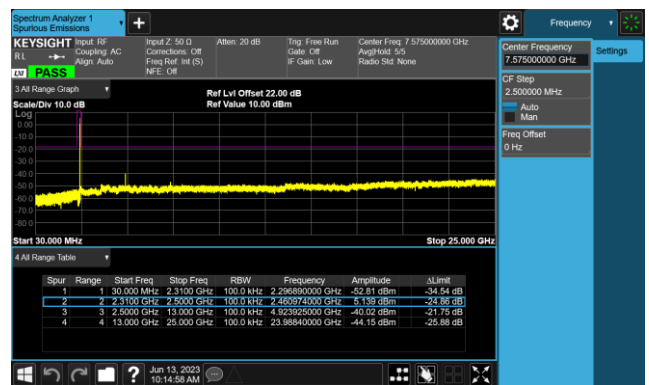 Spectrum Analyzer 1
Spurious Emissions
Frequency
KEYSIGHT
R L
LXI PASS
Input: RF
Coupling: AC
Align: Auto
Input Z: 50 Ω
Corrections: Off
Freq Ref: Int (S)
NFE: Off
Atten: 20 dB
Trig: Free Run
Gate: Off
IF Gain: Low
Center Freq: 7.575000000 GHz
Avg|Hold: 5/5
Radio Std: None
Center Frequency
7.575000000 GHz
Settings
CF Step
2.500000 MHz
Auto
Man
Freq Offset
0 Hz
3 All Range Graph
Scale/Div 10.0 dB
Ref Lvl Offset 22.00 dB
Ref Value 10.00 dBm
Log
0.00
-10.0
-20.0
-30.0
-40.0
-50.0
-60.0
-70.0
-80.0
Start 30.000 MHz
Stop 25.000 GHz
4 All Range Table
Spur Range Start Freq Stop Freq RBW Frequency Amplitude ΔLimit
1 1 30.000 MHz 2.3100 GHz 100.0 kHz 2.296890000 GHz -52.81 dBm -34.54 dB
2 2 2.3100 GHz 2.5000 GHz 100.0 kHz 2.460974000 GHz 5.139 dBm -24.86 dB
3 3 2.5000 GHz 13.000 GHz 100.0 kHz 4.923925000 GHz -40.02 dBm -21.75 dB
4 4 13.000 GHz 25.000 GHz 100.0 kHz 23.98840000 GHz -44.15 dBm -25.88 dB
?
Jun 13, 2023
10:14:58 AM